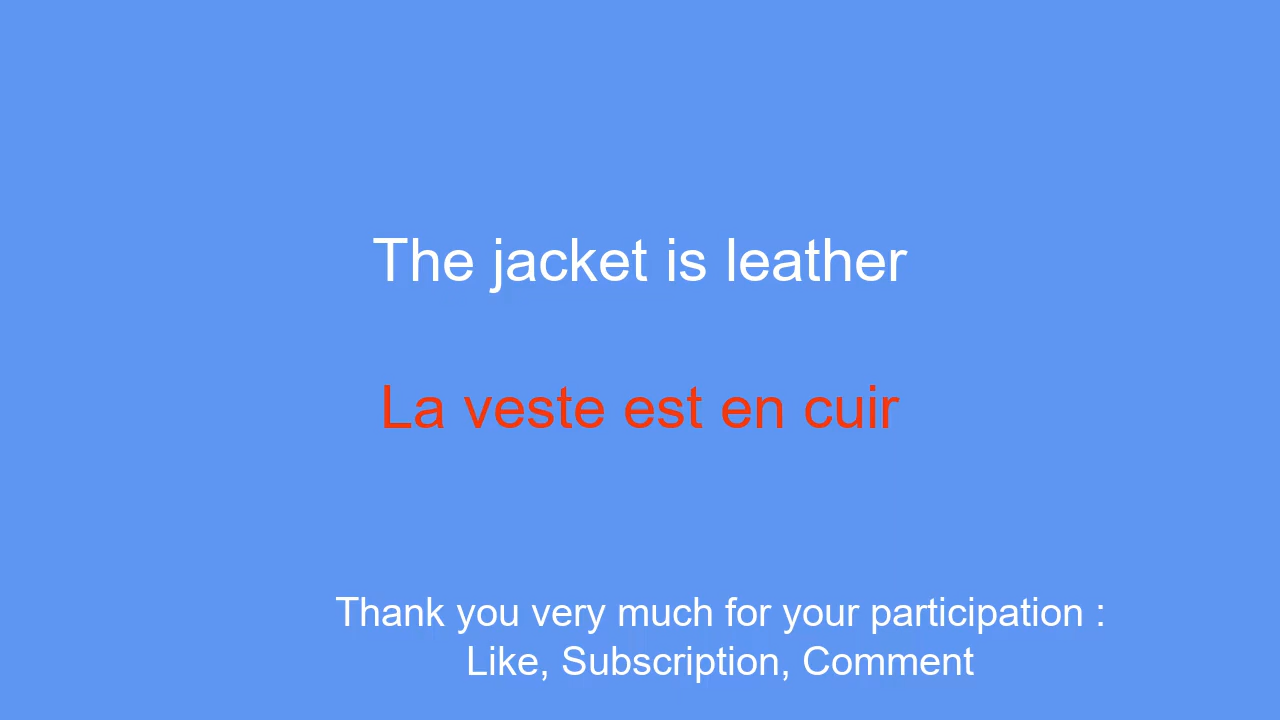 The jacket is leather
La veste est en cuir
Thank you very much for your participation :
Like, Subscription, Comment